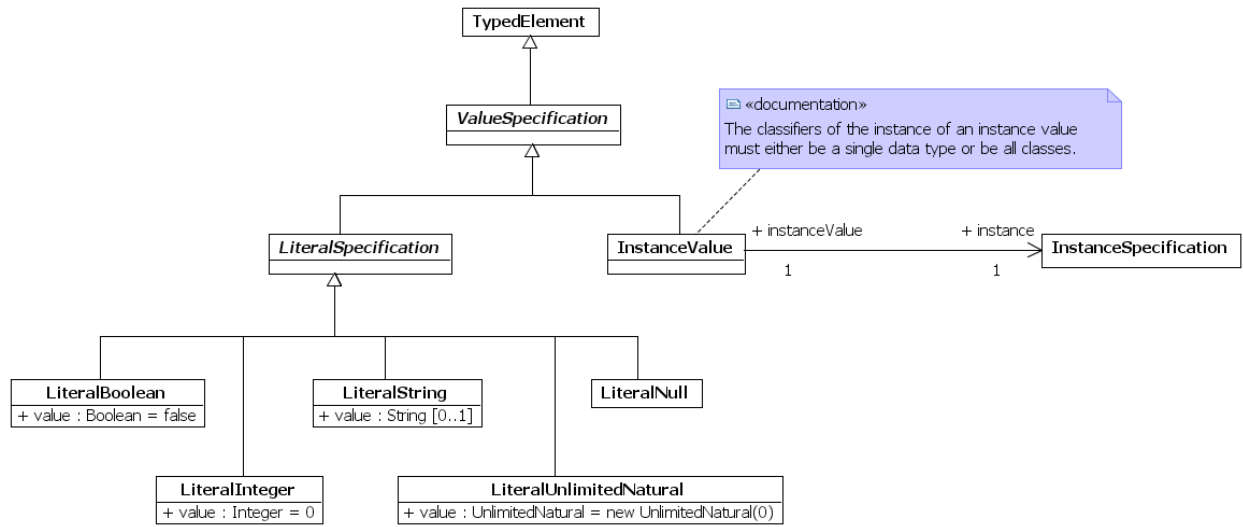 TypedElement
ValueSpecification
«documentation»
The classifiers of the instance of an instance value
must either be a single data type or be all classes.
LiteralSpecification
InstanceValue
+ instanceValue
1
+ instance
1
InstanceSpecification
LiteralBoolean
+ value : Boolean = false
LiteralString
+ value : String [0..1]
LiteralNull
LiteralInteger
+ value : Integer = 0
LiteralUnlimitedNatural
+ value : UnlimitedNatural = new UnlimitedNatural(0)